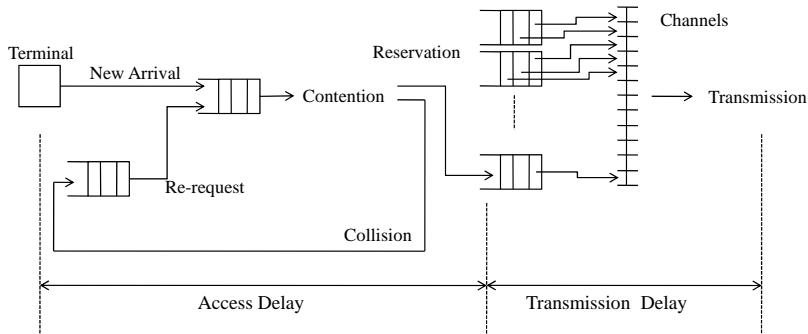 Channels
Reservation
Terminal
New Arrival
Contention
Transmission
Re-request
Collision
Access Delay
Transmission Delay